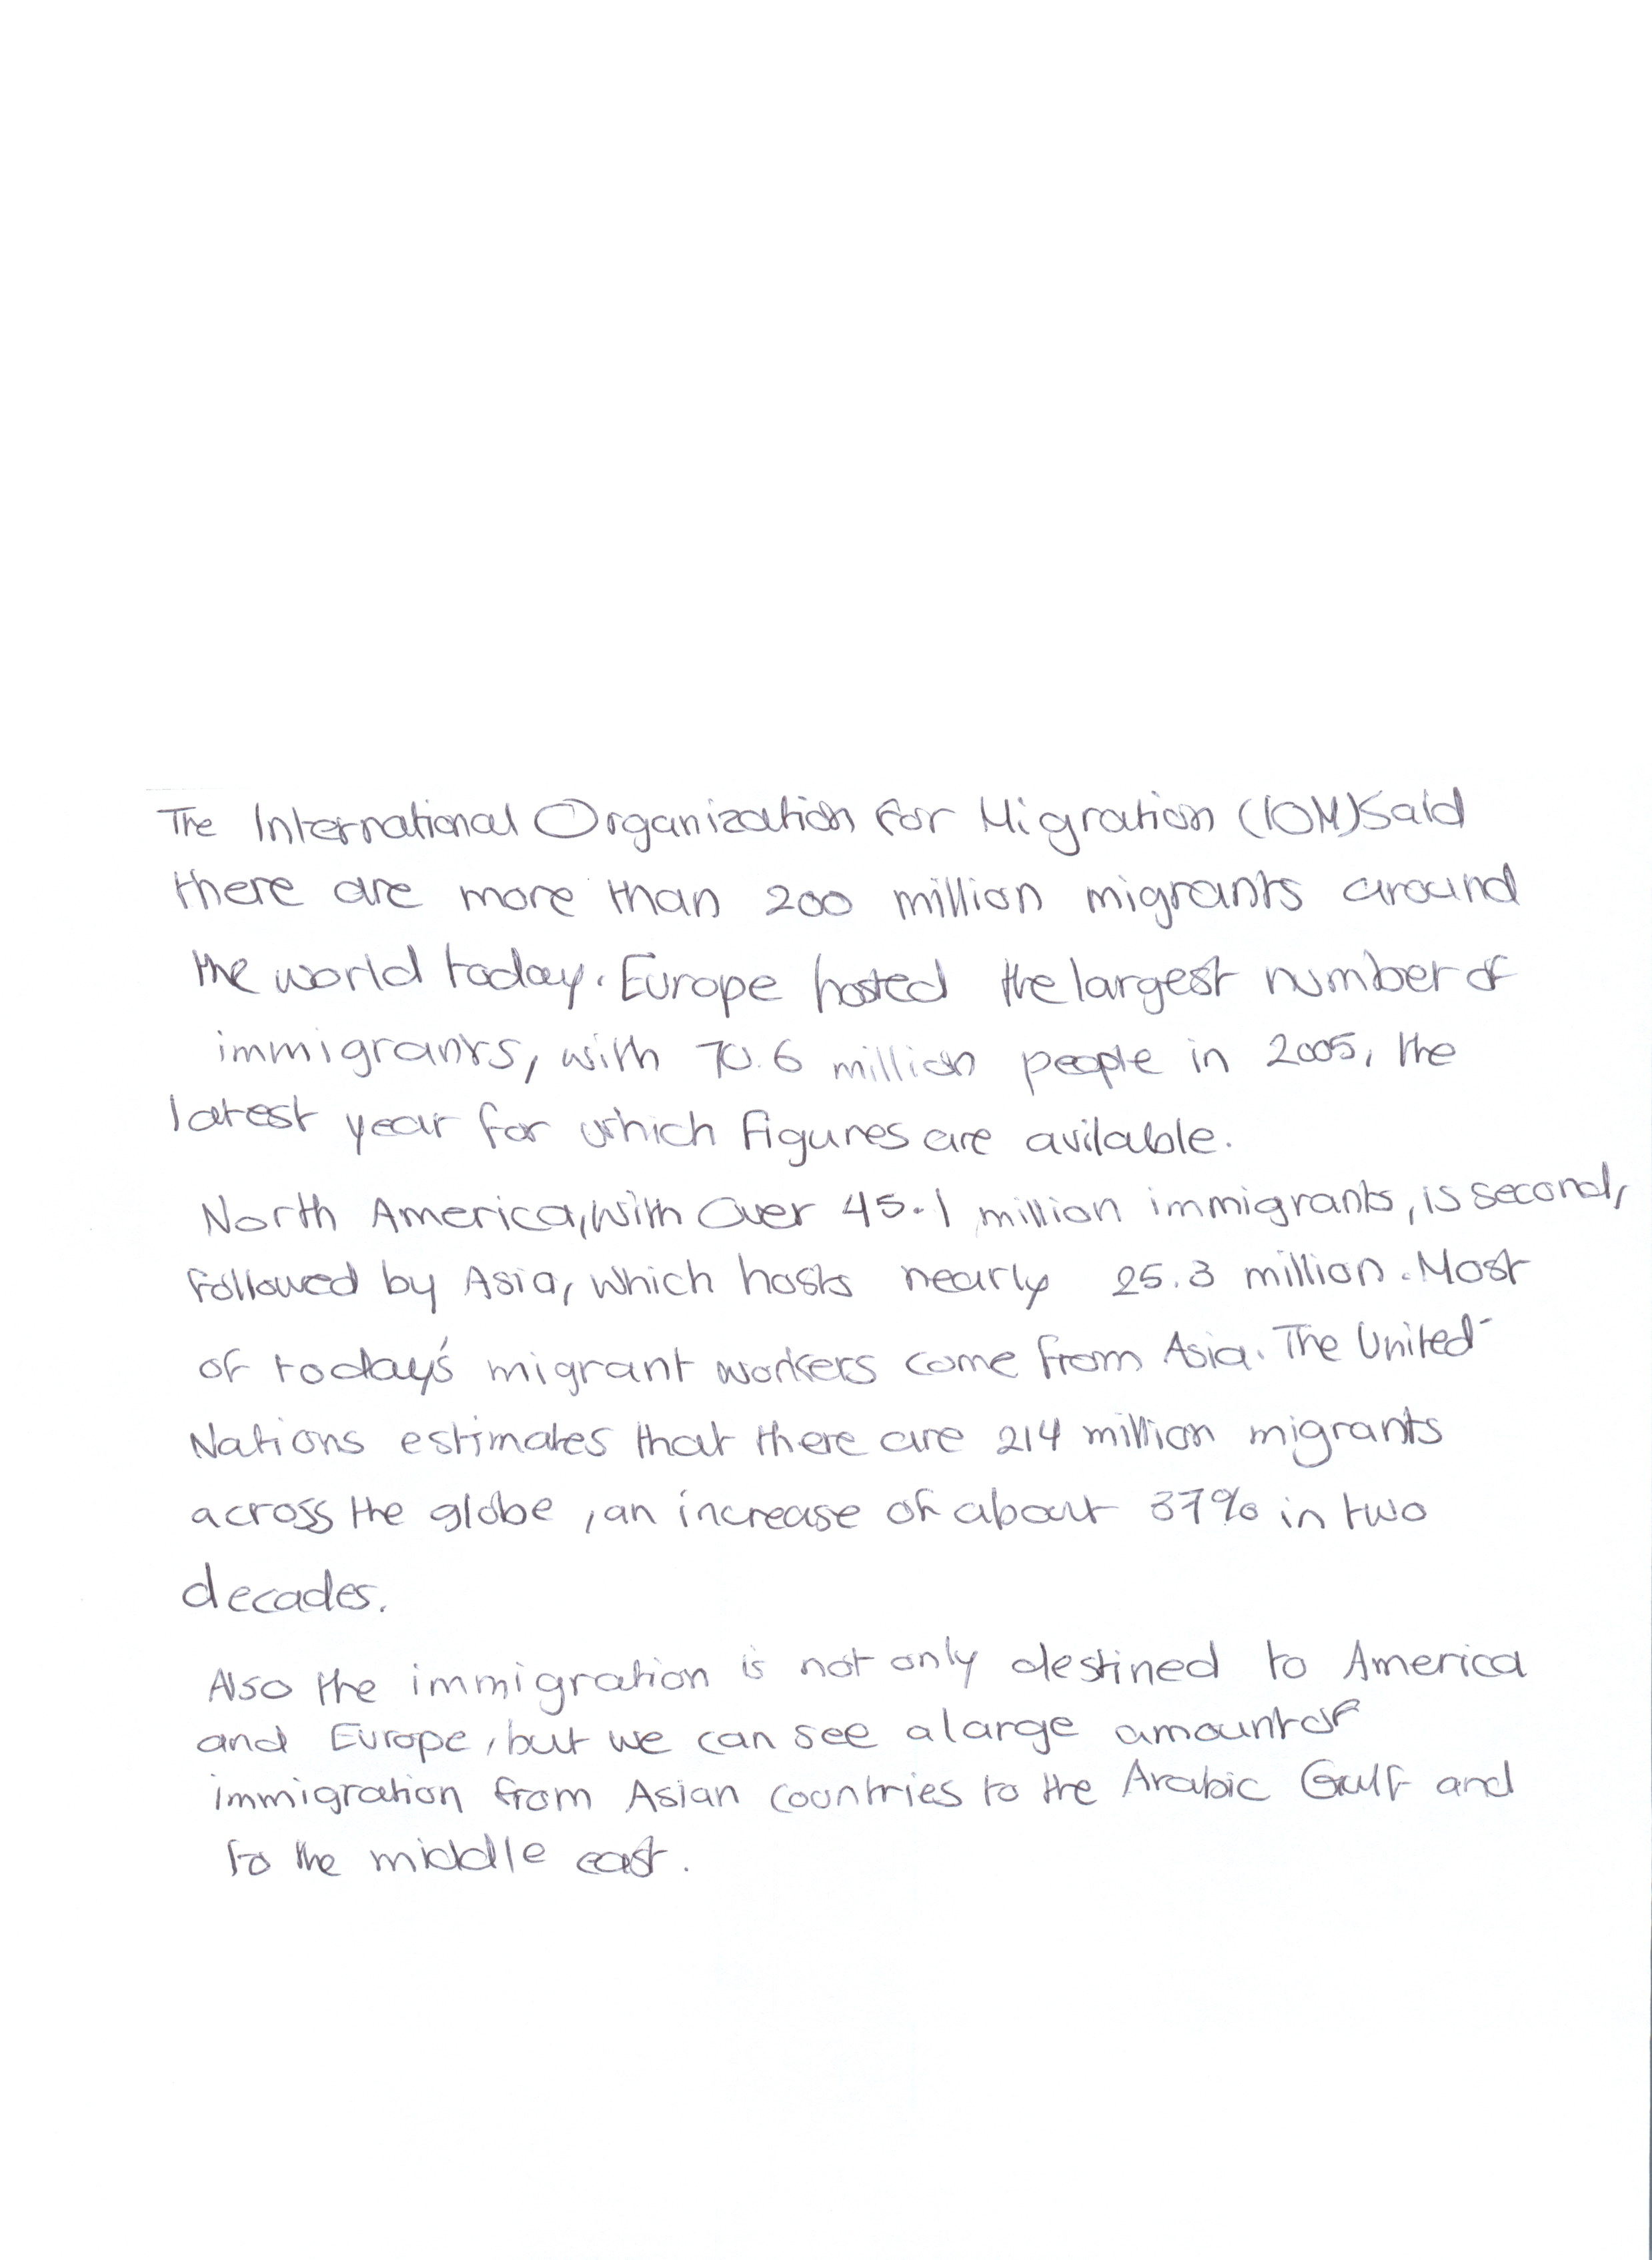 The International Organization for Migration (IOM) Said
there are more than 200 million migrants around
the world today. Europe hosted the largest number of
immigrants, with 70.6 million people in 2005, the
latest year for which figures are avilable.
North America, with over 45.1 million immigrants, is second,
followed by Asia, which hosts nearly 25.3 million. Most
of today's migrant workers come from Asia. The United
Nations estimates that there are 214 million migrants
across the globe, an increase of about 37% in two
decades.
Also the immigration is not only destined to America
and Europe, but we can see a large amount of
immigration from Asian countries to the Arabic Gulf and
to the middle east.